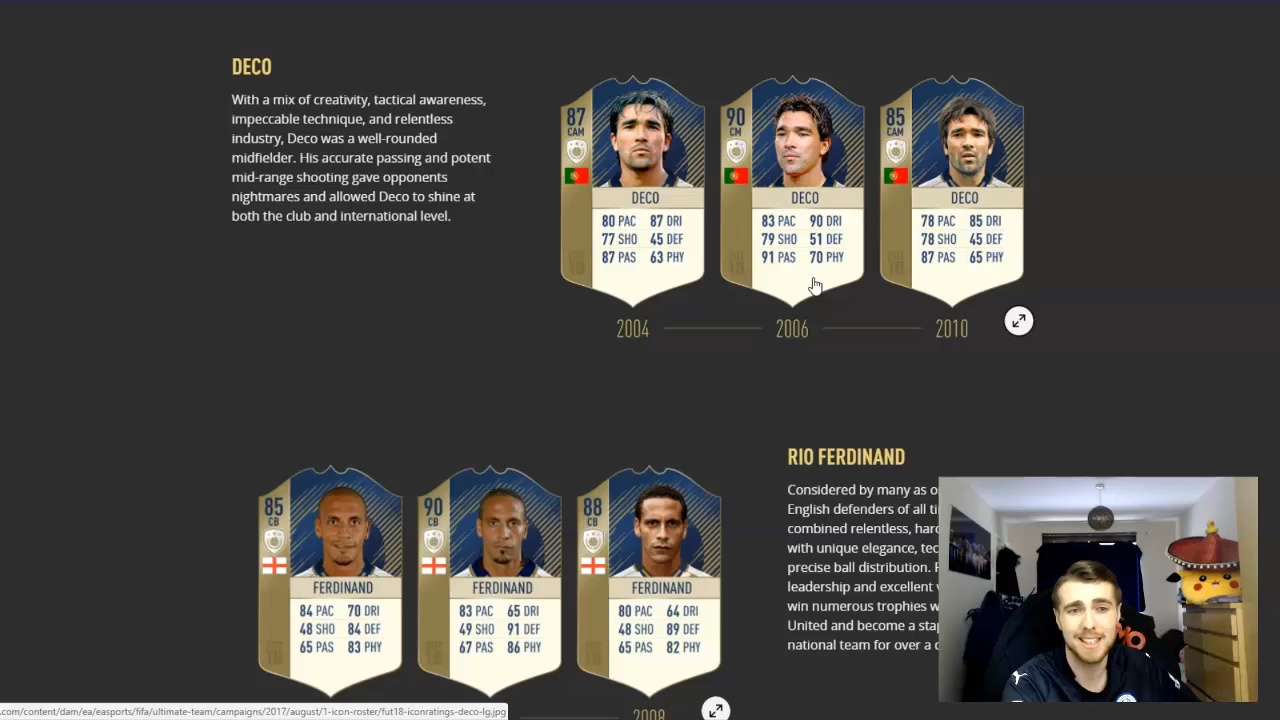 DECO
With a mix of creativity, tactical awareness,
impeccable technique, and relentless
industry, Deco was a well-rounded
midfielder. His accurate passing and potent
mid-range shooting gave opponents
nightmares and allowed Deco to shine at
both the club and international level.
87
CAM
DECO
80 PAC 87 DRI
77 SHO 45 DEF
87 PAS 63 PHY
2004
90
CM
DECO
83 PAC 90 DRI
79 SHO 51 DEF
91 PAS 70 PHY
2006
85
CAM
DECO
78 PAC 85 DRI
78 SHO 45 DEF
87 PAS 65 PHY
2010
85
CB
FERDINAND
84 PAC 70 DRI
48 SHO 84 DEF
65 PAS 83 PHY
90
CB
FERDINAND
83 PAC 65 DRI
49 SHO 91 DEF
67 PAS 86 PHY
88
CB
FERDINAND
80 PAC 64 DRI
48 SHO 89 DEF
65 PAS 82 PHY
2008
RIO FERDINAND
Considered by many as o
English defenders of all ti
combined relentless, hard
with unique elegance, tec
precise ball distribution.
leadership and excellent
win numerous trophies w
United and become a sta
national team for over a d
.com/content/dam/ea/easports/fifa/ultimate-team/campaigns/2017/august/1-icon-roster/fut18-iconratings-deco-lg.jpg